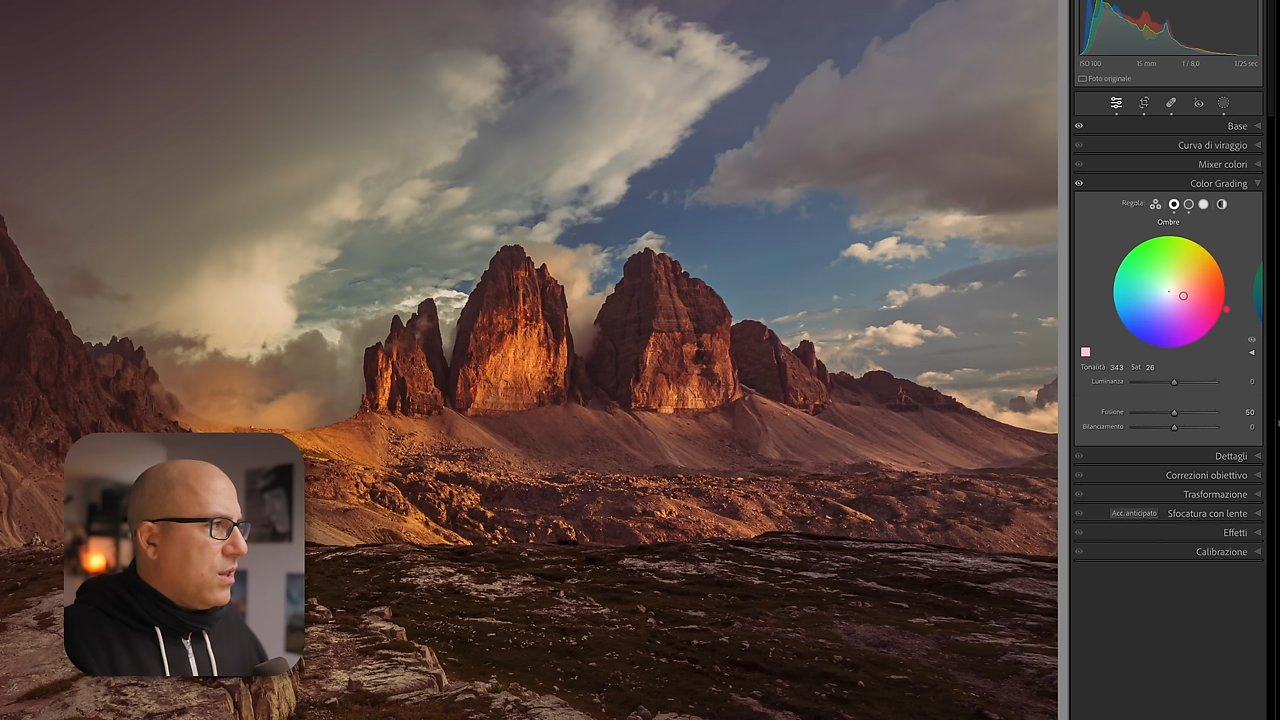 ISO 100 15 mm f / 8,0 1/25 sec
Foto originale
Base
Curva di viraggio
Mixer colori
Color Grading
Regola:
Ombre
Tonalità 343 Sat 26
Luminanza 0
Fusione 50
Bilanciamento 0
Dettagli
Correzioni obiettivo
Trasformazione
Acc. anticipato Sfocatura con lente
Effetti
Calibrazione